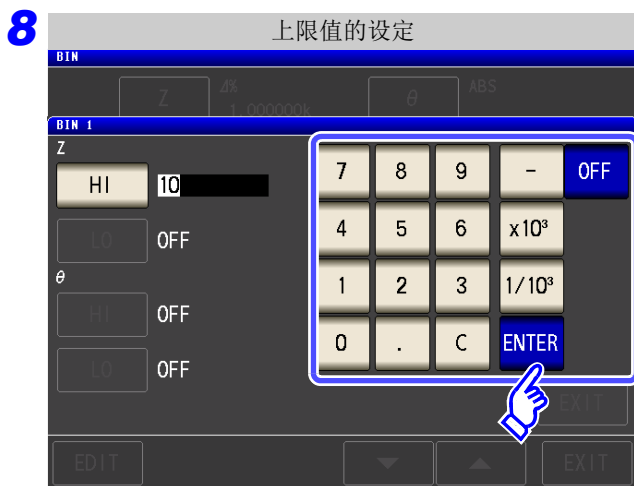 8
上限值的设定
BIN
Z Δ% 1.000000k θ ABS
BIN 1
Z
HI 10
LO OFF
θ
HI OFF
LO OFF
7 8 9 - OFF
4 5 6 x10³
1 2 3 1/10³
0 . C ENTER
EXIT
EDIT EXIT